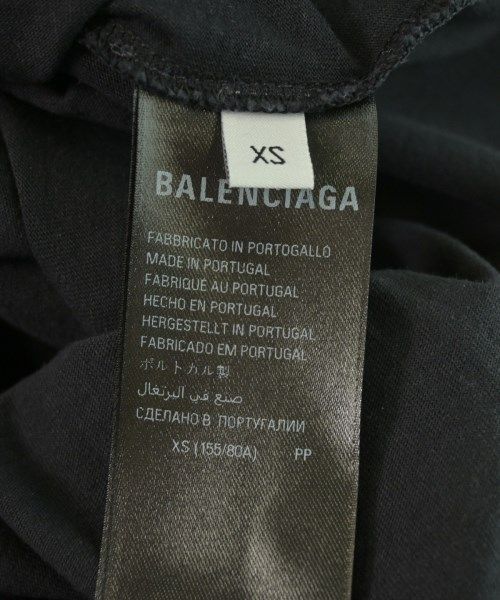 XS
BALENCIAGA
FABBRICATO IN PORTOGALLO
MADE IN PORTUGAL
FABRIQUÉ AU PORTUGAL
HECHO EN PORTUGAL
HERGESTELLT IN PORTUGAL
FABRICADO EM PORTUGAL
ポルトガル製
صنع في البرتغال
СДЕЛАНО В ПОРТУГАЛИИ
XS (155/80A) PP